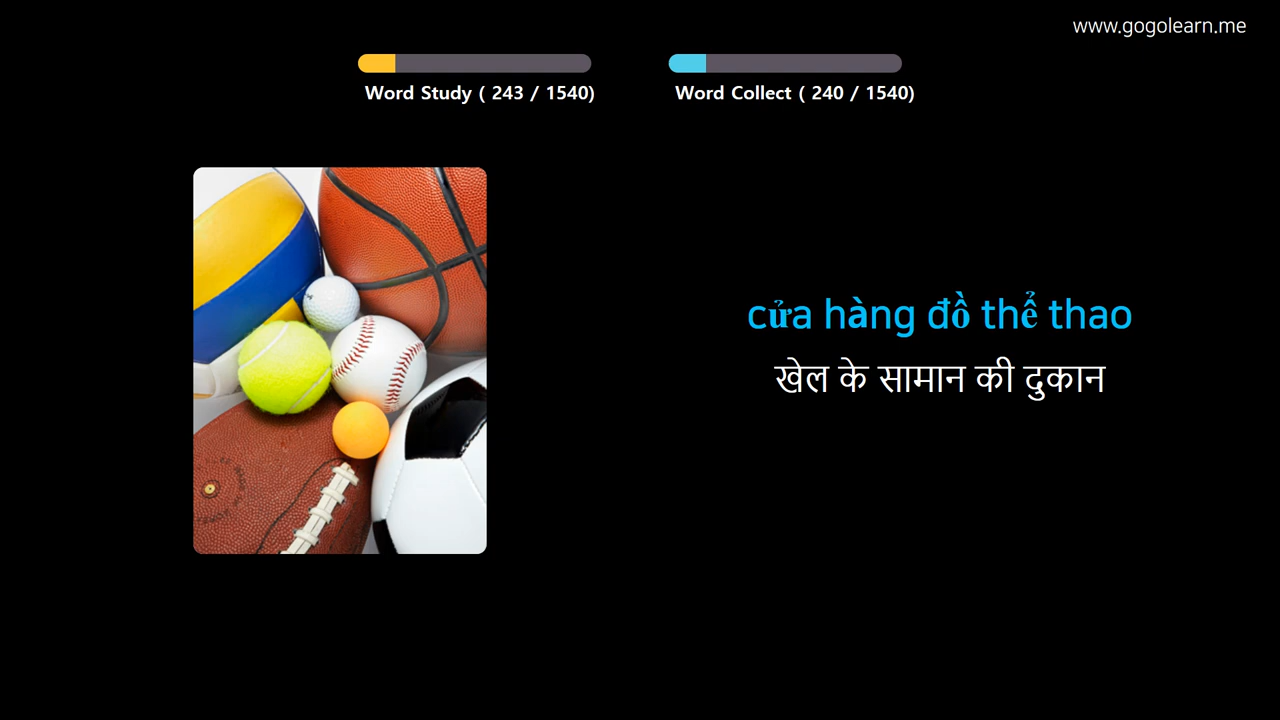 www.gogolearn.me
Word Study ( 243 / 1540)
Word Collect ( 240 / 1540)
cửa hàng đồ thể thao
खेल के सामान की दुकान